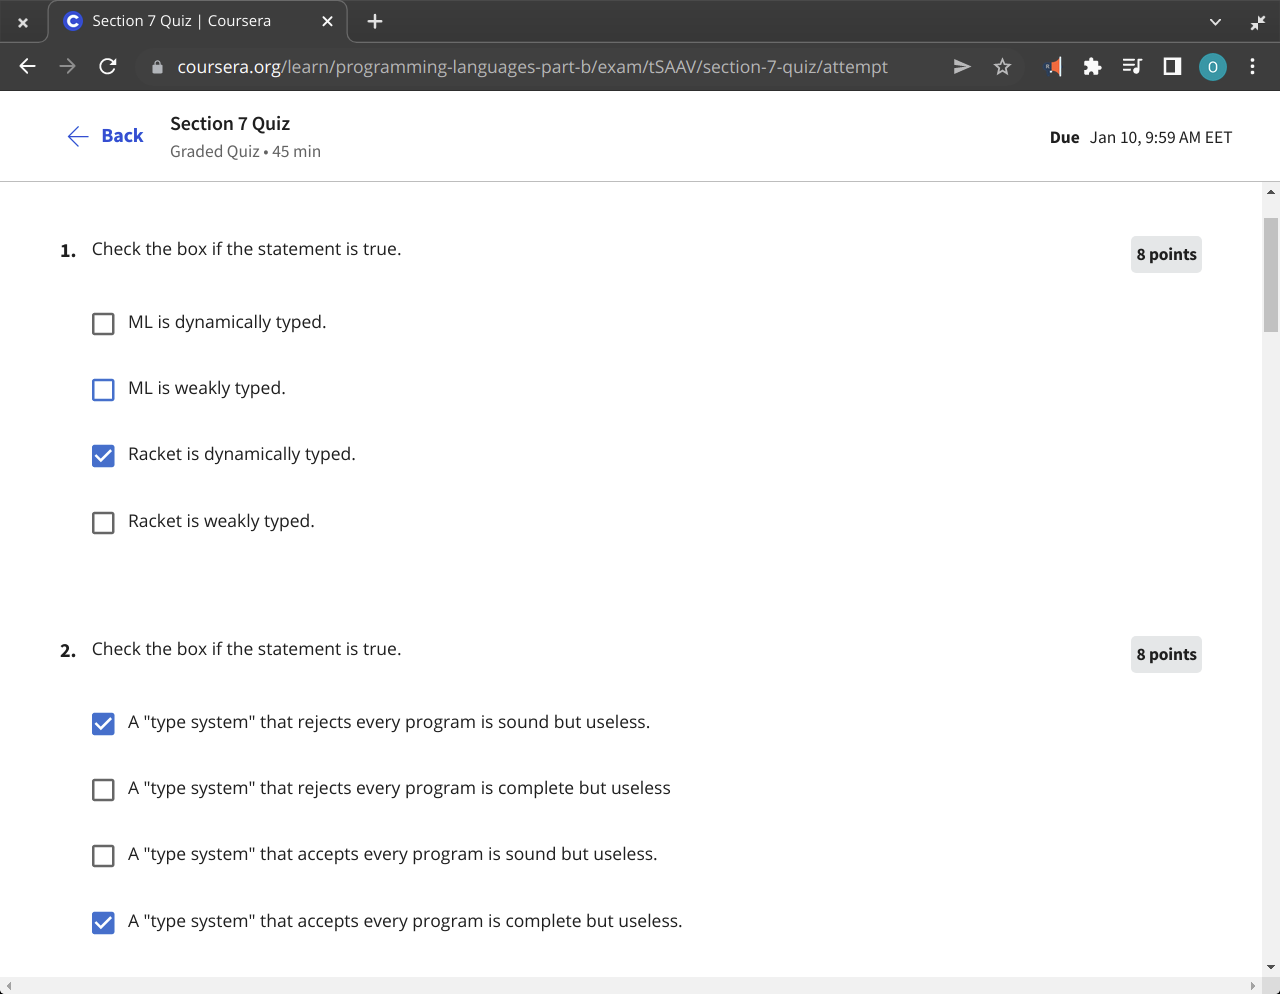 Section 7 Quiz | Coursera
coursera.org/learn/programming-languages-part-b/exam/tSAAV/section-7-quiz/attempt
O
Back
Section 7 Quiz
Graded Quiz • 45 min
Due Jan 10, 9:59 AM EET
1. Check the box if the statement is true.
8 points
ML is dynamically typed.
ML is weakly typed.
Racket is dynamically typed.
Racket is weakly typed.
2. Check the box if the statement is true.
8 points
A "type system" that rejects every program is sound but useless.
A "type system" that rejects every program is complete but useless
A "type system" that accepts every program is sound but useless.
A "type system" that accepts every program is complete but useless.